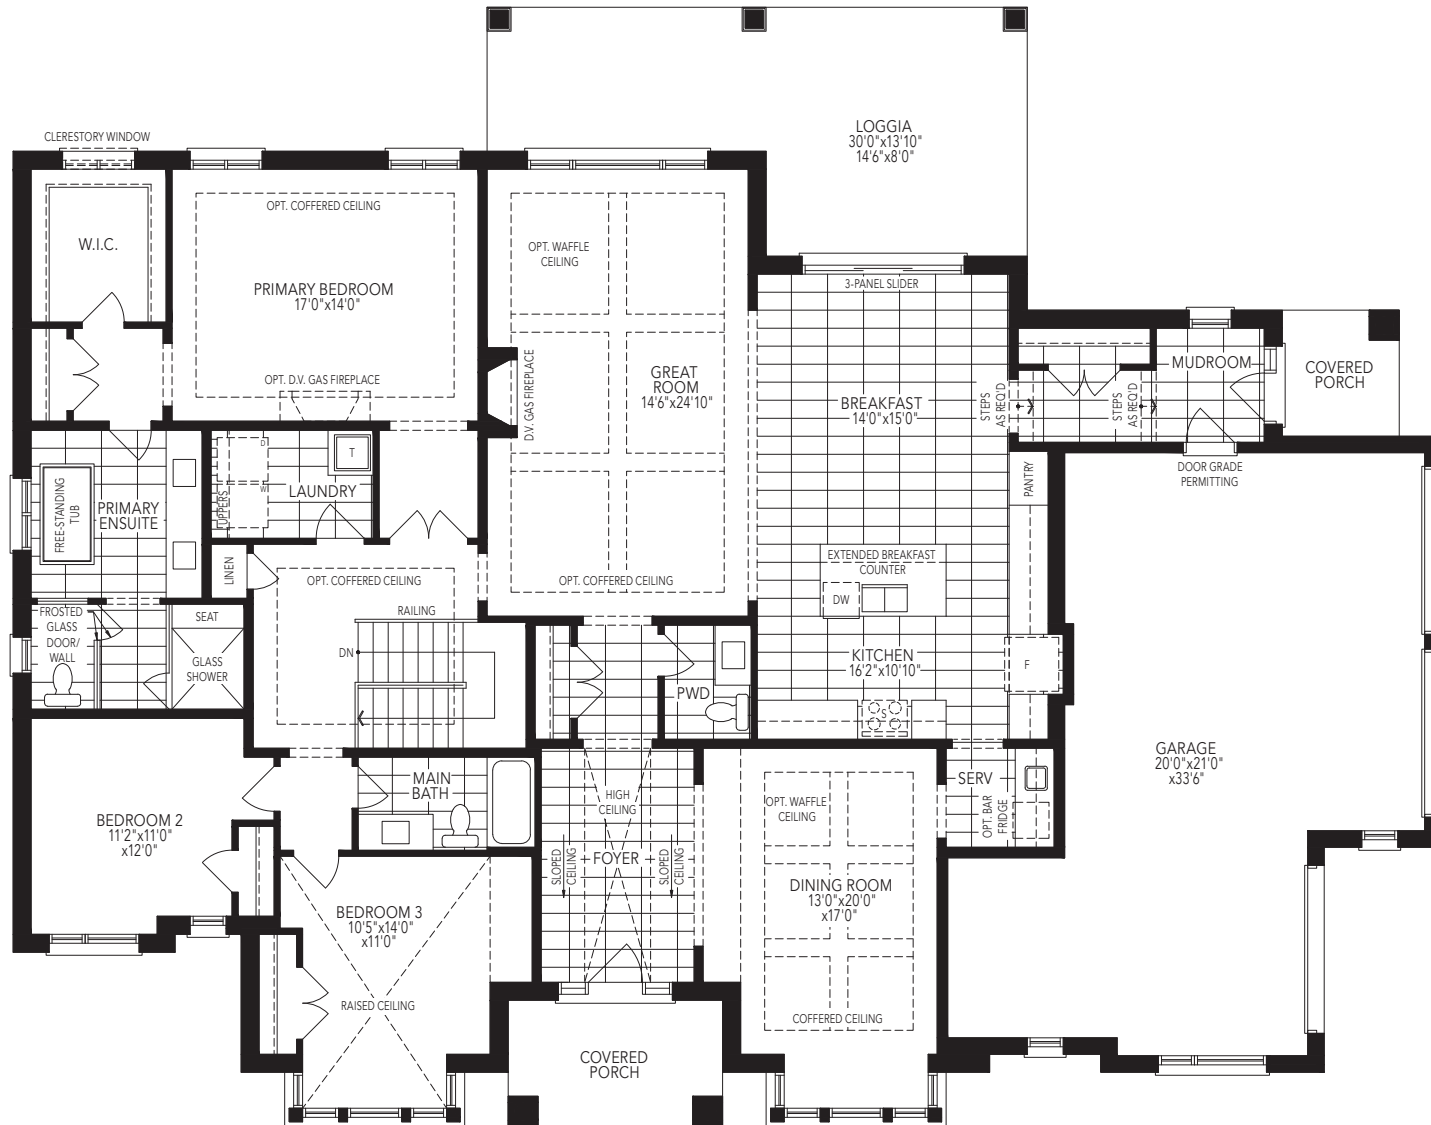 LOGGIA
30'0"x13'10"
14'6"x8'0"
CLERESTORY WINDOW
OPT. COFFERED CEILING
W.I.C.
PRIMARY BEDROOM
17'0"x14'0"
OPT. D.V. GAS FIREPLACE
OPT. WAFFLE
CEILING
D.V. GAS FIREPLACE
GREAT
ROOM
14'6"x24'10"
OPT. COFFERED CEILING
3-PANEL SLIDER
BREAKFAST
14'0"x15'0"
STEPS
AS REQ'D
STEPS
AS REQ'D
MUDROOM
COVERED
PORCH
DOOR GRADE
PERMITTING
PANTRY
FREE-STANDING
TUB
PRIMARY
ENSUITE
UPPERS
D
W
LAUNDRY
T
LINEN
OPT. COFFERED CEILING
RAILING
DN
FROSTED
GLASS
DOOR/
WALL
SEAT
GLASS
SHOWER
EXTENDED BREAKFAST
COUNTER
DW
KITCHEN
16'2"x10'10"
F
S
PWD
GARAGE
20'0"x21'0"
x33'6"
SERV
OPT. BAR
FRIDGE
MAIN
BATH
HIGH
CEILING
SLOPED
CEILING
FOYER
SLOPED
CEILING
OPT. WAFFLE
CEILING
DINING ROOM
13'0"x20'0"
x17'0"
COFFERED CEILING
BEDROOM 2
11'2"x11'0"
x12'0"
BEDROOM 3
10'5"x14'0"
x11'0"
RAISED CEILING
COVERED
PORCH